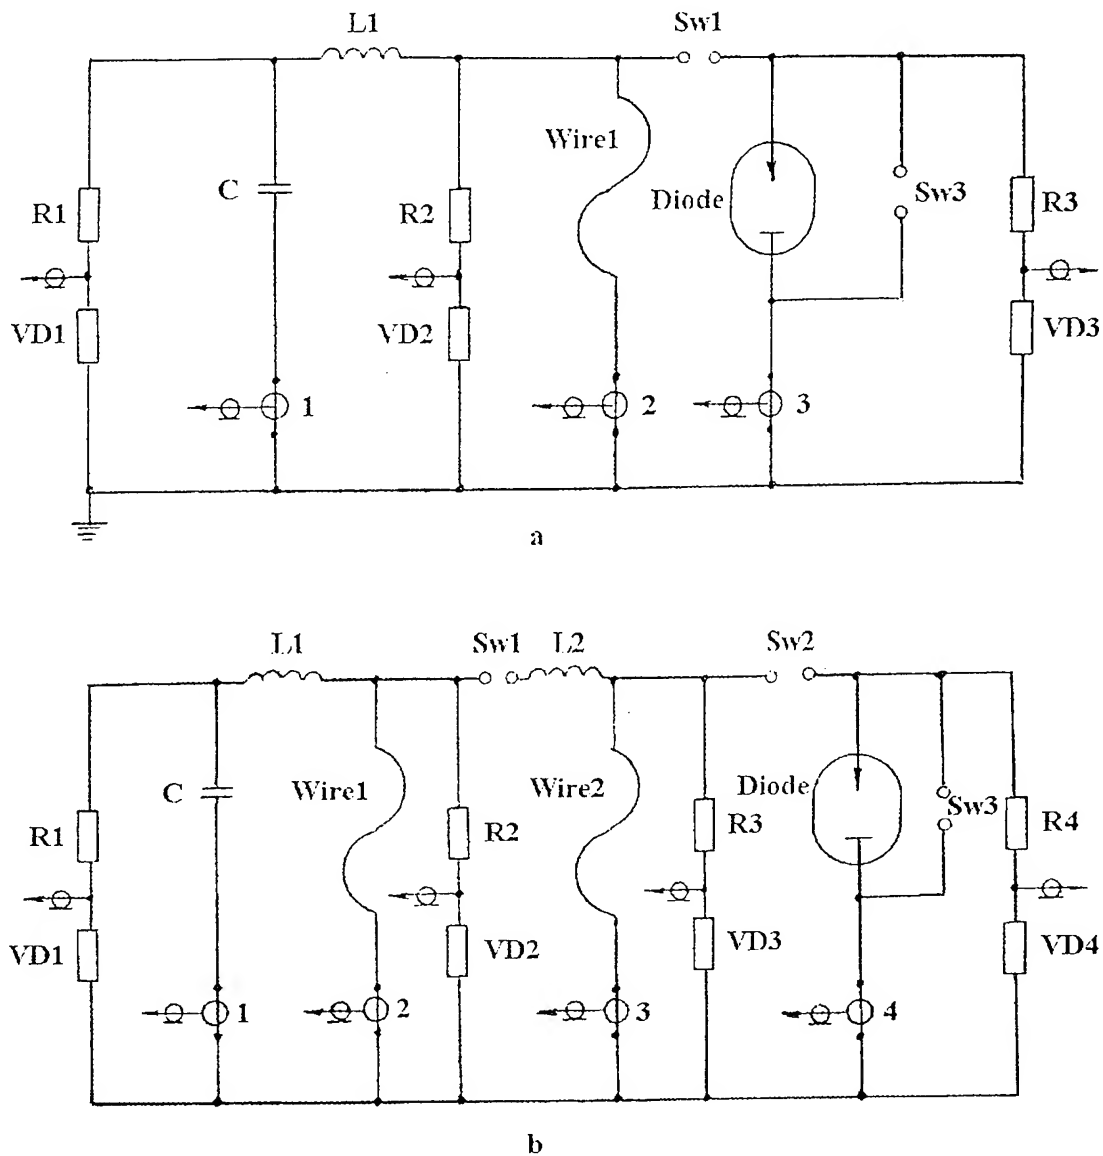 L1
Sw1
Wire1
C
Diode
Sw3
R1
R2
R3
VD1
VD2
VD3
1
2
3
a
L1
Sw1
L2
Sw2
C
Wire1
Wire2
Diode
Sw3
R1
R2
R3
R4
VD1
VD2
VD3
VD4
1
2
3
4
b